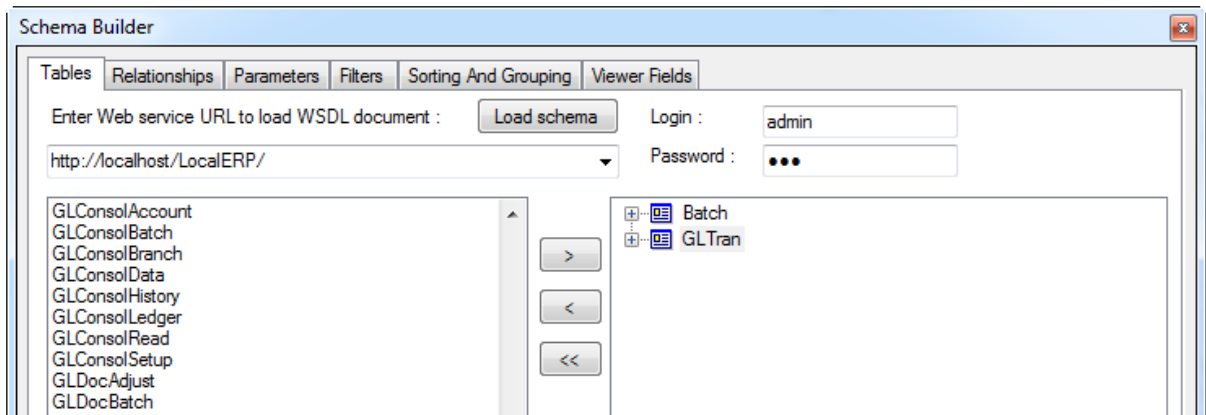 Schema Builder
Tables Relationships Parameters Filters Sorting And Grouping Viewer Fields
Enter Web service URL to load WSDL document : Load schema Login : admin
http://localhost/LocalERP/ Password : ●●●
GLConsolAccount
GLConsolBatch
GLConsolBranch
GLConsolData
GLConsolHistory
GLConsolLedger
GLConsolRead
GLConsolSetup
GLDocAdjust
GLDocBatch
>
<
<<
Batch
GLTran